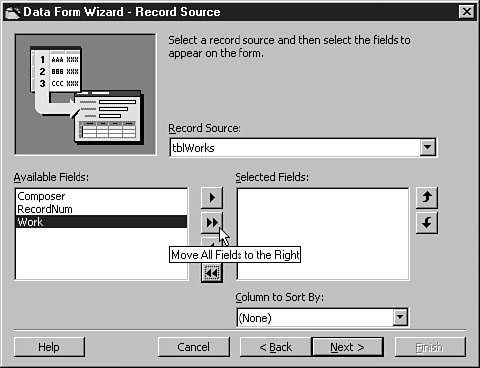 Data Form Wizard - Record Source
1 AAA XXX
2 BBB XXX
3 CCC XXX
Select a record source and then select the fields to
appear on the form.
Record Source:
tblWorks
Available Fields:
Selected Fields:
Composer
RecordNum
Work
Move All Fields to the Right
Column to Sort By:
(None)
Help
Cancel
< Back
Next >
Finish